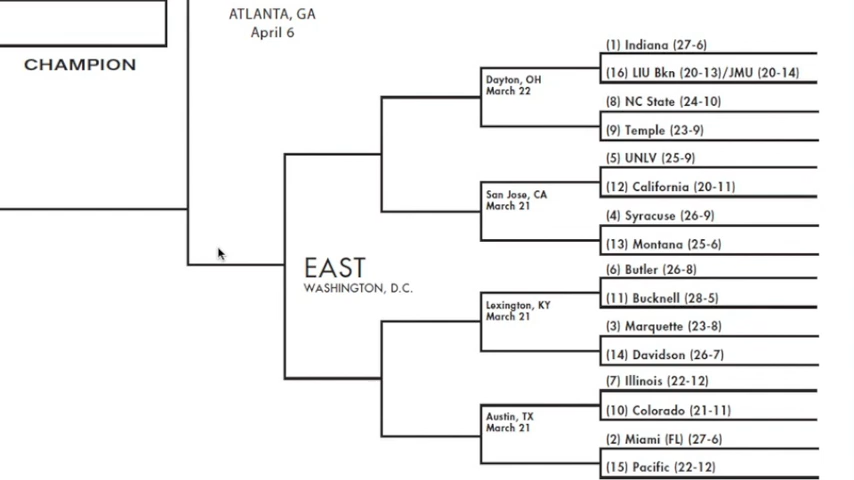 ATLANTA, GA
April 6
CHAMPION
(1) Indiana (27-6)
(16) LIU Bkn (20-13)/JMU (20-14)
Dayton, OH
March 22
(8) NC State (24-10)
(9) Temple (23-9)
(5) UNLV (25-9)
(12) California (20-11)
San Jose, CA
March 21
(4) Syracuse (26-9)
(13) Montana (25-6)
EAST
WASHINGTON, D.C.
(6) Butler (26-8)
(11) Bucknell (28-5)
Lexington, KY
March 21
(3) Marquette (23-8)
(14) Davidson (26-7)
(7) Illinois (22-12)
(10) Colorado (21-11)
Austin, TX
March 21
(2) Miami (FL) (27-6)
(15) Pacific (22-12)